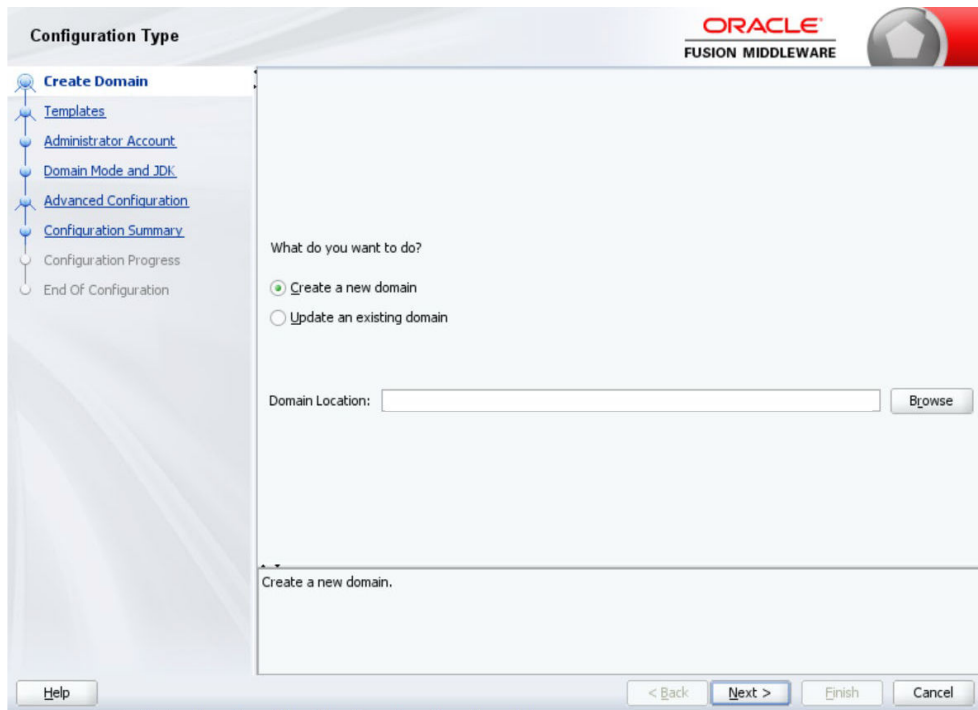 Configuration Type
ORACLE
FUSION MIDDLEWARE
Create Domain
Templates
Administrator Account
Domain Mode and JDK
Advanced Configuration
Configuration Summary
Configuration Progress
End Of Configuration
What do you want to do?
Create a new domain
Update an existing domain
Domain Location:
Browse
Create a new domain.
Help
< Back
Next >
Finish
Cancel